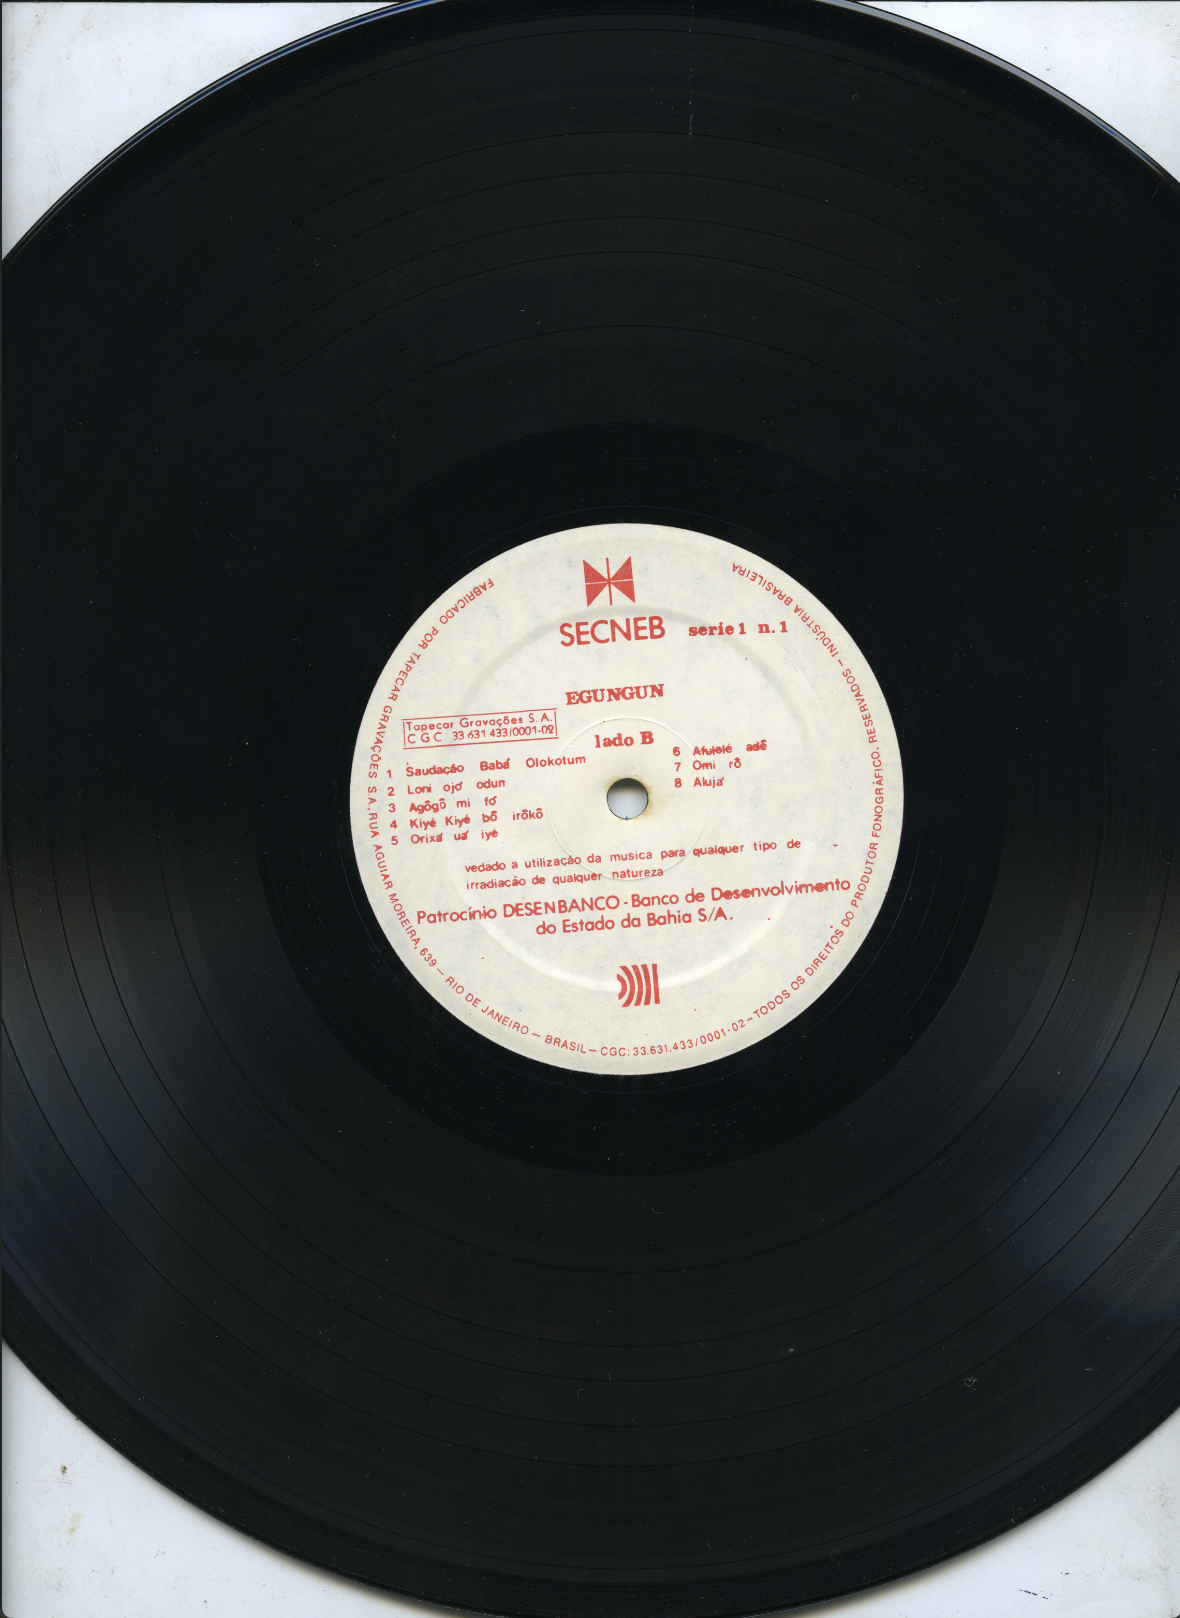 SECNEB serie 1 n. 1
EGUNGUN
Tapecar Gravações S. A.
C G C 33 631 433/0001-02
lado B
1 Saudação Babá Olokotum
2 Loni ojó odun
3 Agôgô mi fó
4 Kiyé Kiyé bô irôkô
5 Orixá uá iyé
6 Afulelé adê
7 Omi rô
8 Alujá
vedado a utilização da musica para qualquer tipo de
irradiação de qualquer natureza
Patrocínio DESENBANCO - Banco de Desenvolvimento
do Estado da Bahia S/A.
FABRICADO POR TAPECAR GRAVAÇÕES S.A. RUA AGUIAR MOREIRA, 639 — RIO DE JANEIRO — BRASIL — CGC: 33.631.433/0001-02 — TODOS OS DIREITOS DO PRODUTOR FONOGRÁFICO, RESERVADOS — INDÚSTRIA BRASILEIRA